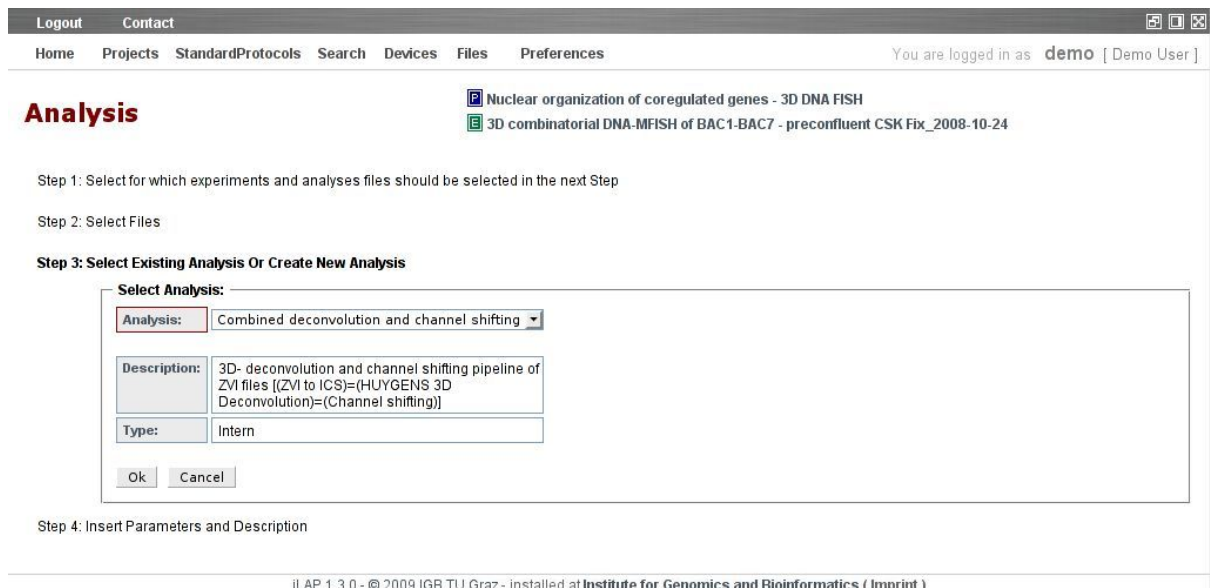 Logout Contact
Home Projects StandardProtocols Search Devices Files Preferences You are logged in as demo [ Demo User ]
Analysis
P Nuclear organization of coregulated genes - 3D DNA FISH
E 3D combinatorial DNA-MFISH of BAC1-BAC7 - preconfluent CSK Fix_2008-10-24
Step 1: Select for which experiments and analyses files should be selected in the next Step
Step 2: Select Files
Step 3: Select Existing Analysis Or Create New Analysis
Select Analysis:
Analysis: Combined deconvolution and channel shifting
Description: 3D- deconvolution and channel shifting pipeline of
ZVI files [(ZVI to ICS)=(HUYGENS 3D
Deconvolution)=(Channel shifting)]
Type: Intern
Ok Cancel
Step 4: Insert Parameters and Description
iLAP 1.3.0 - © 2009 IGB TU Graz - installed at Institute for Genomics and Bioinformatics ( Imprint )